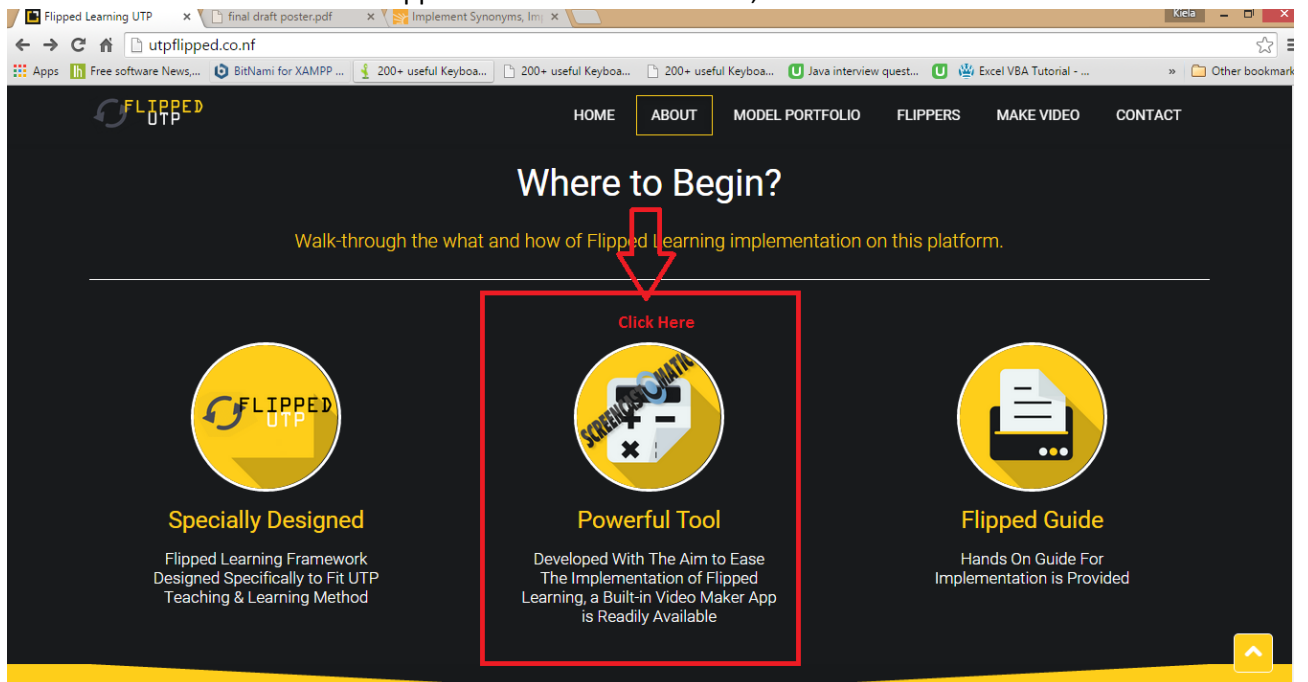 Flipped Learning UTP
final draft poster.pdf
Implement Synonyms, Im
Kiela
utpflipped.co.nf
Apps
Free software News,...
BitNami for XAMPP ...
200+ useful Keyboa...
200+ useful Keyboa...
200+ useful Keyboa...
Java interview quest...
Excel VBA Tutorial - ...
»
Other bookmark
FLIPPED
UTP
HOME
ABOUT
MODEL PORTFOLIO
FLIPPERS
MAKE VIDEO
CONTACT
Where to Begin?
Walk-through the what and how of Flipped Learning implementation on this platform.
Click Here
FLIPPED
UTP
SCREENCAST-O-MATIC
Specially Designed
Flipped Learning Framework
Designed Specifically to Fit UTP
Teaching & Learning Method
Powerful Tool
Developed With The Aim to Ease
The Implementation of Flipped
Learning, a Built-in Video Maker App
is Readily Available
Flipped Guide
Hands On Guide For
Implementation is Provided